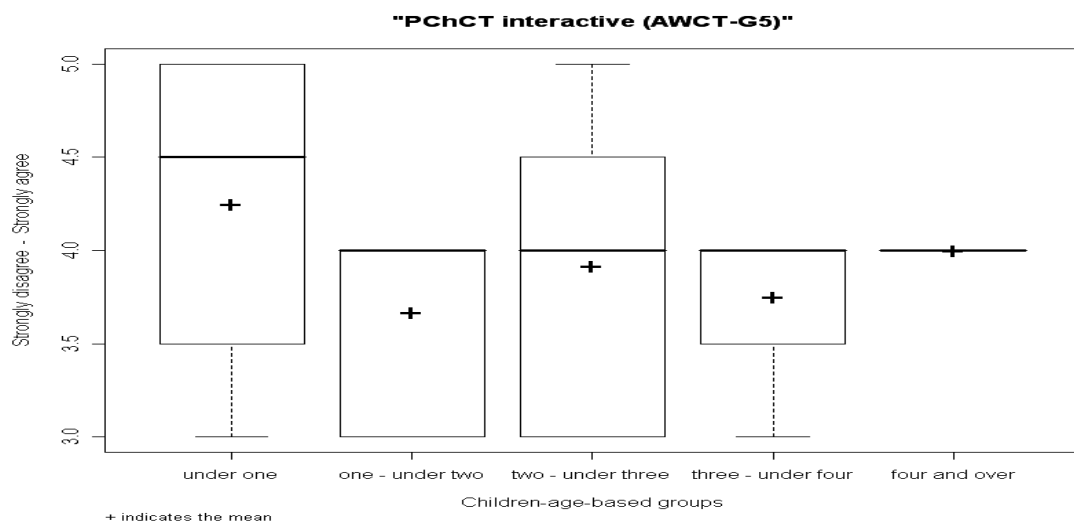 "PChCT interactive (AWCT-G5)"
Strongly disagree - Strongly agree
5.0
4.5
4.0
3.5
3.0
under one
one - under two
two - under three
three - under four
four and over
Children-age-based groups
+ indicates the mean